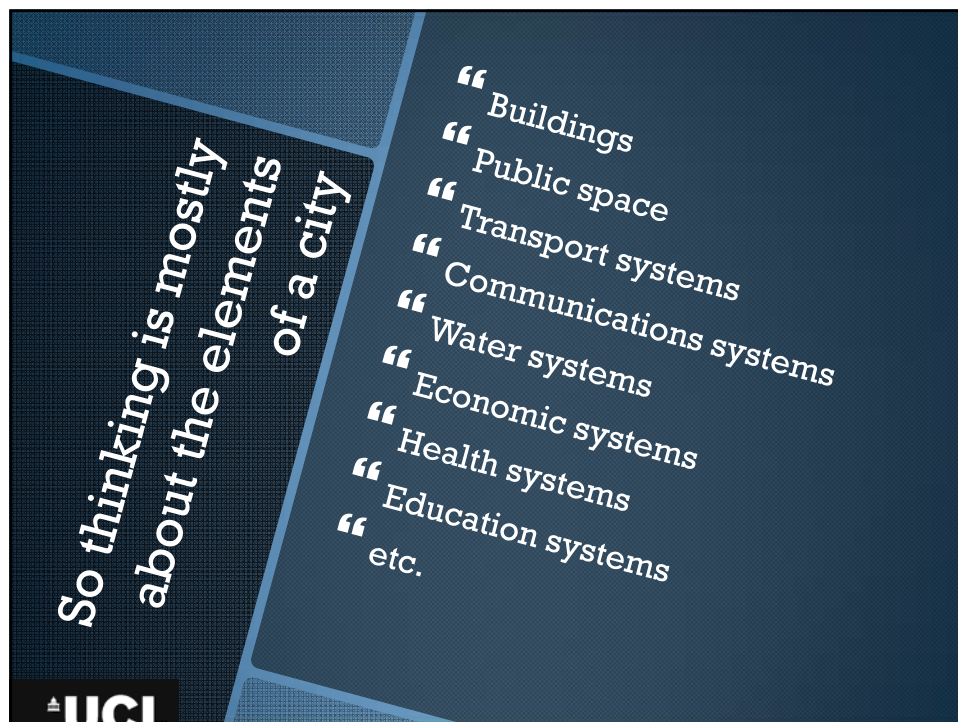 So thinking is mostly
about the elements
of a city
“ Buildings
“ Public space
“ Transport systems
“ Communications systems
“ Water systems
“ Economic systems
“ Health systems
“ Education systems
“ etc.
UCL